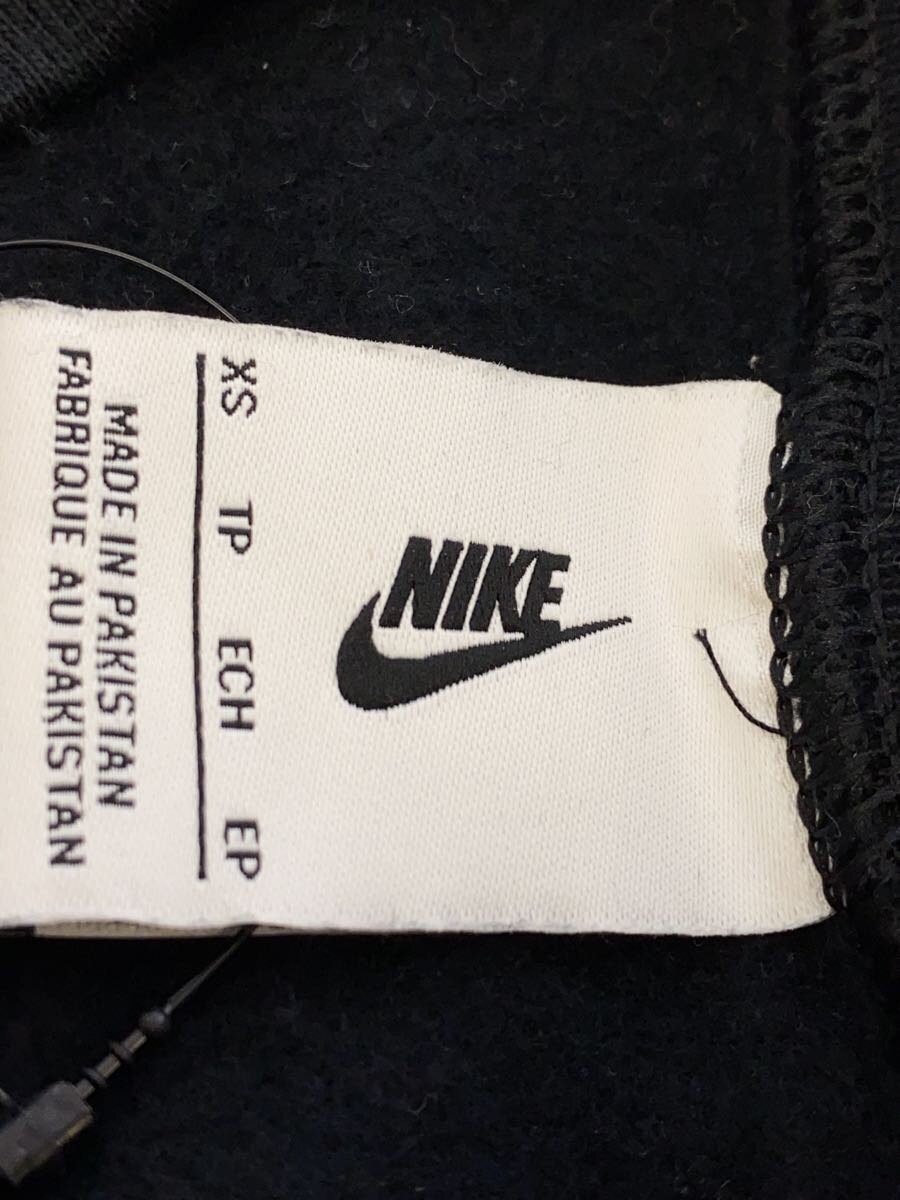 NIKE
XS TP ECH EP
MADE IN PAKISTAN
FABRIQUE AU PAKISTAN